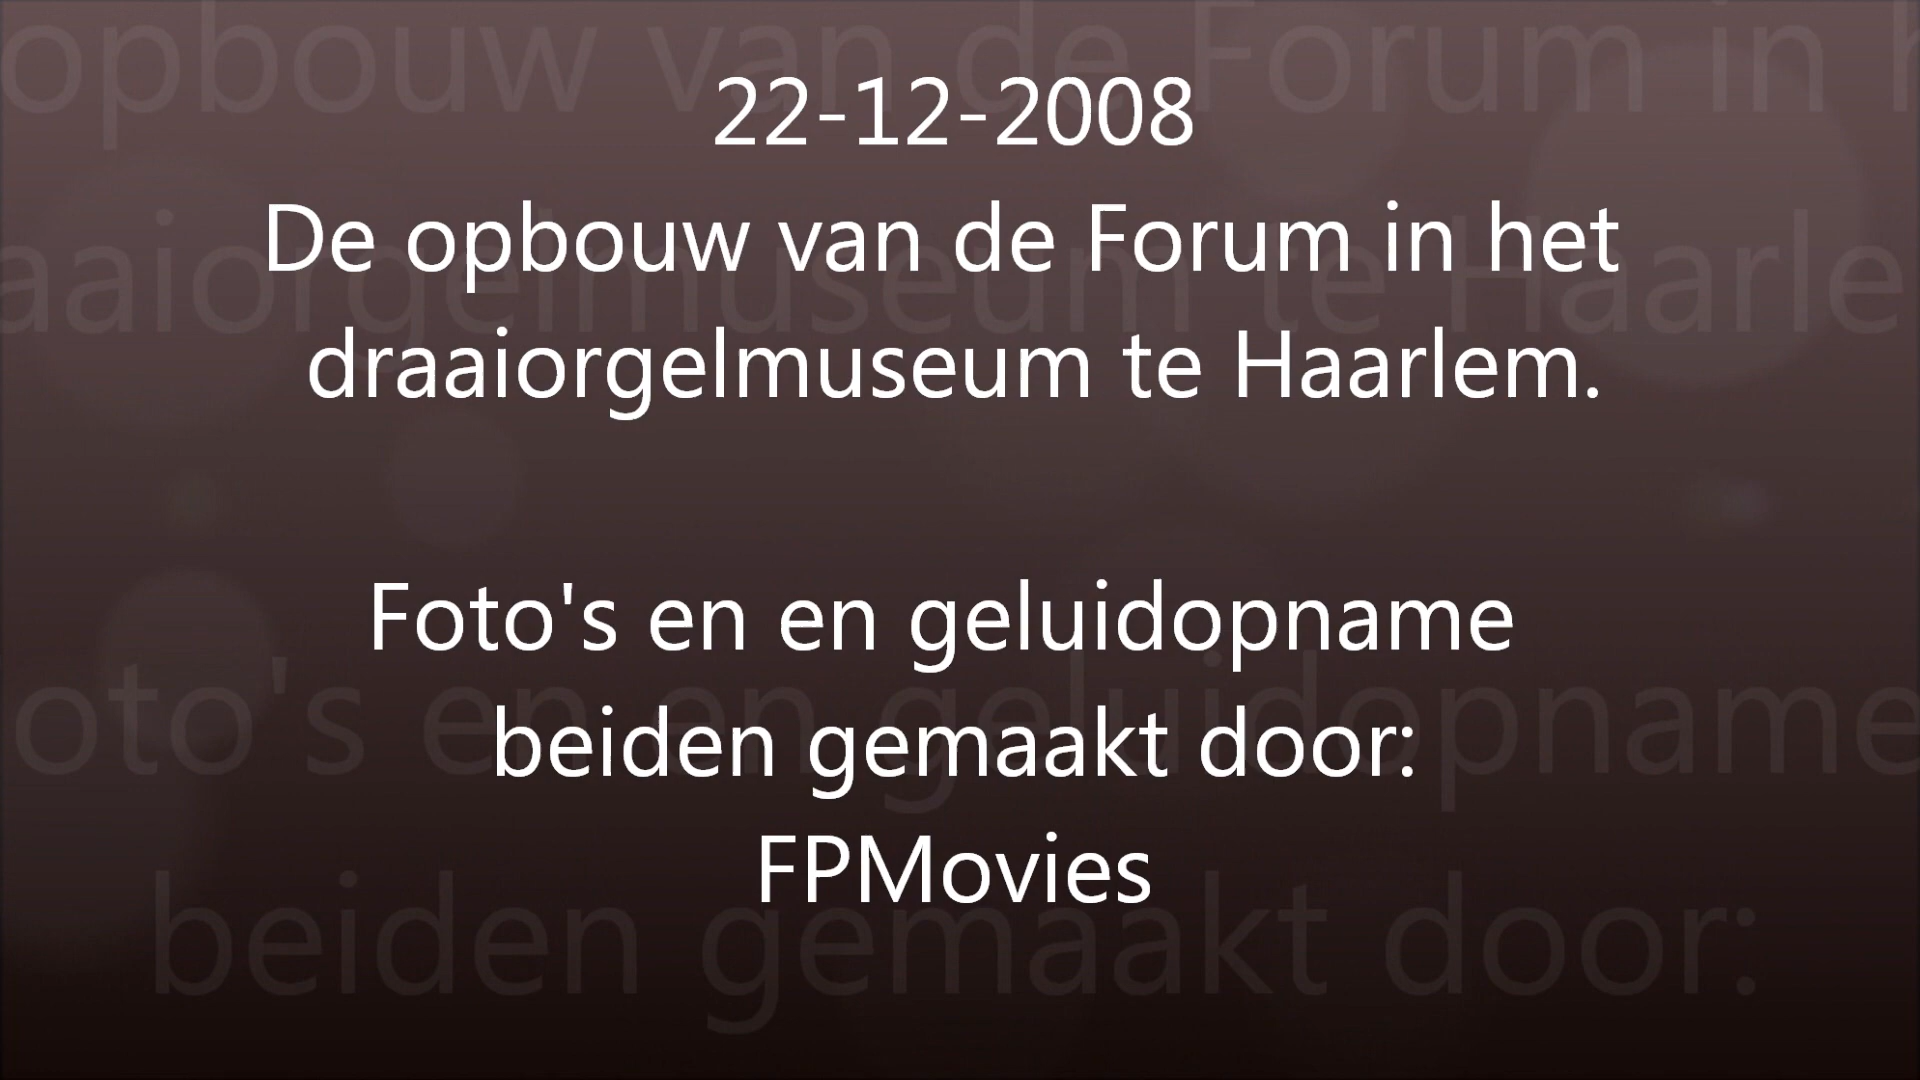 22-12-2008
De opbouw van de Forum in het
draaiorgelmuseum te Haarlem.
Foto's en en geluidopname
beiden gemaakt door:
FPMovies